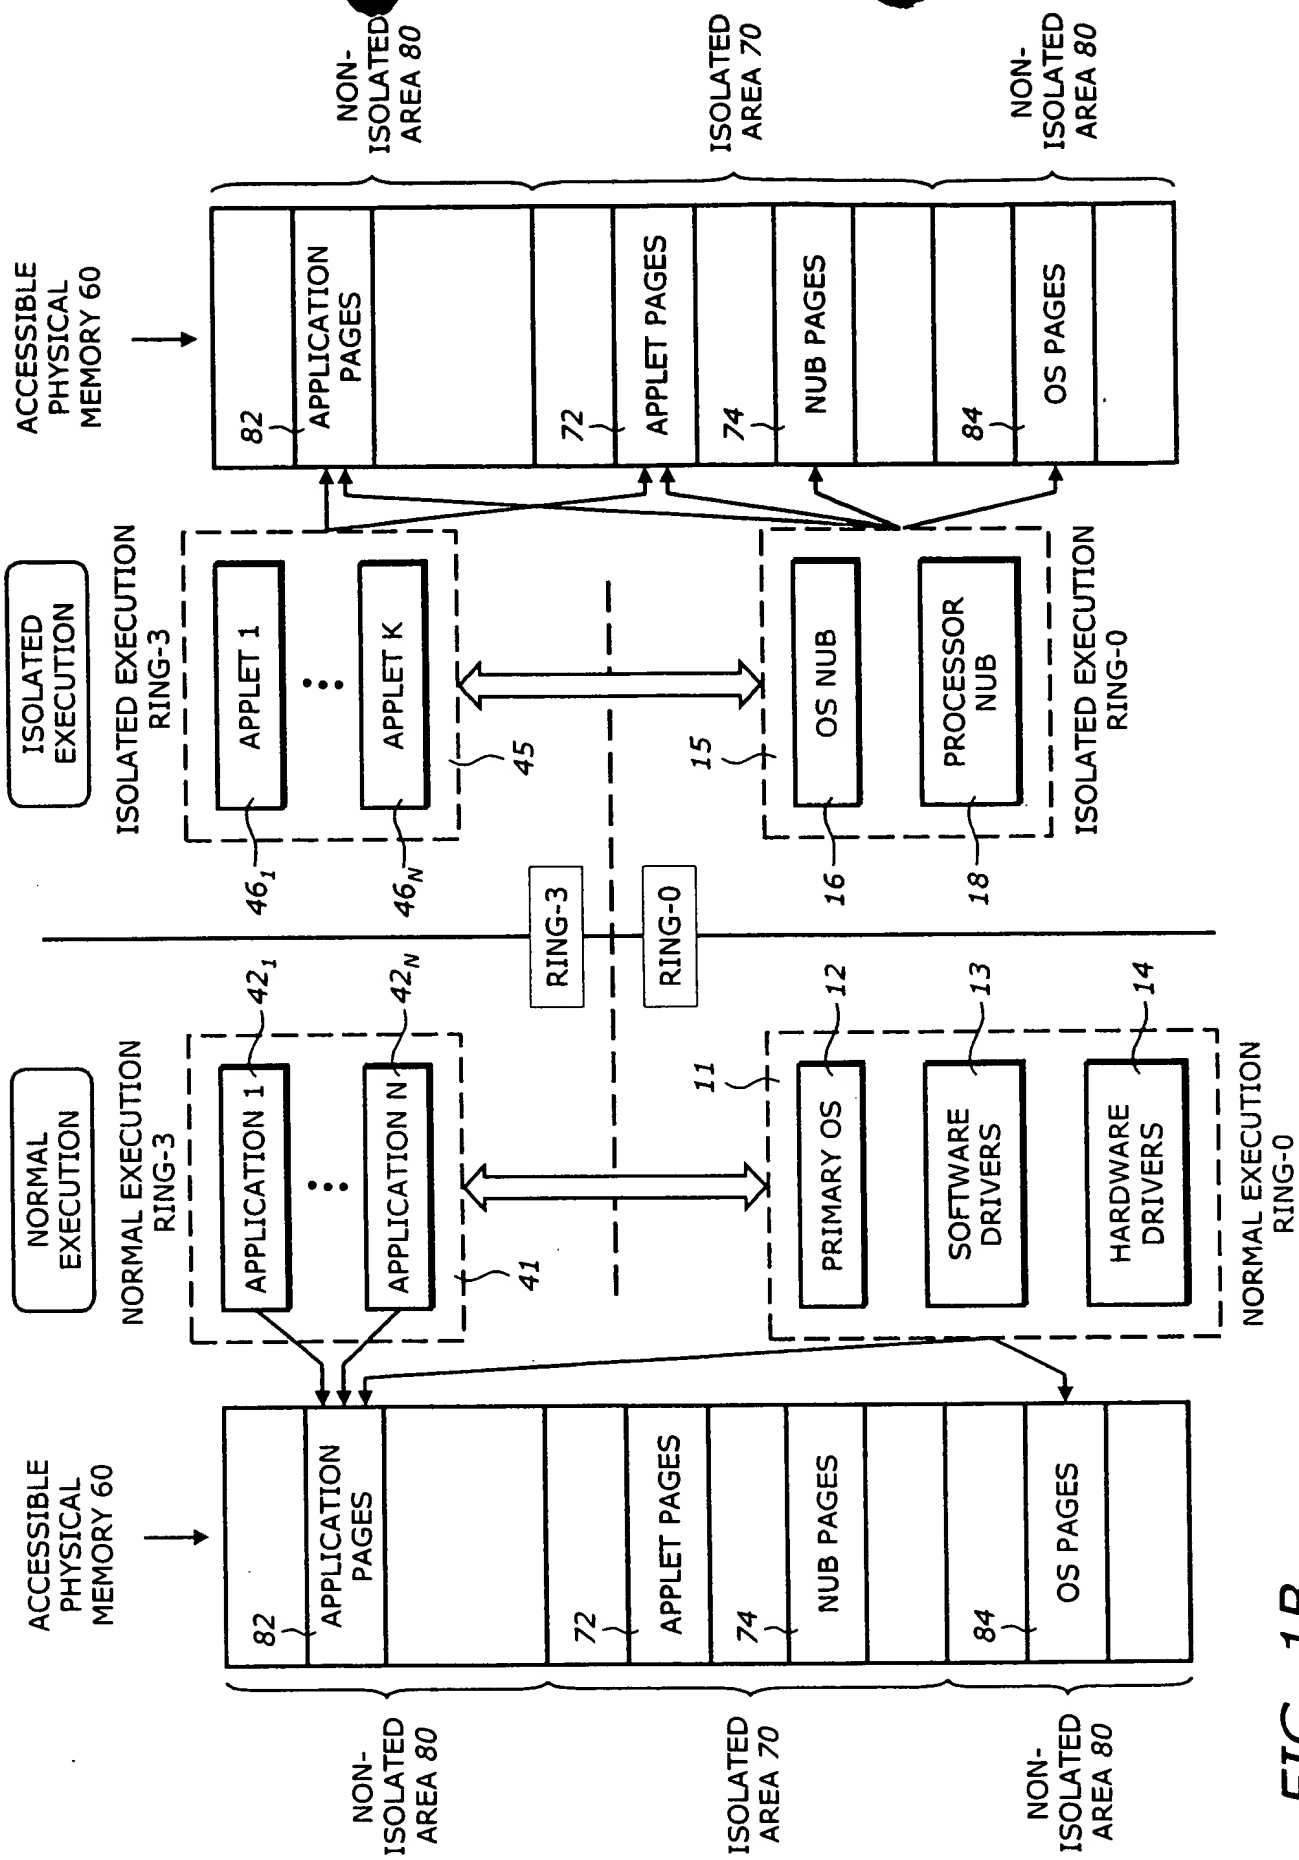 ACCESSIBLE
PHYSICAL
MEMORY 60
NON-
ISOLATED
AREA 80
ISOLATED
AREA 70
NON-
ISOLATED
AREA 80
82
APPLICATION
PAGES
72
APPLET PAGES
74
NUB PAGES
84
OS PAGES
NORMAL
EXECUTION
NORMAL EXECUTION
RING-3
APPLICATION 1
42₁
APPLICATION N
42N
41
11
PRIMARY OS
12
SOFTWARE
DRIVERS
13
HARDWARE
DRIVERS
14
NORMAL EXECUTION
RING-0
RING-3
RING-0
ISOLATED
EXECUTION
ISOLATED EXECUTION
RING-3
46₁
APPLET 1
46N
APPLET K
45
15
16
OS NUB
18
PROCESSOR
NUB
ISOLATED EXECUTION
RING-0
ACCESSIBLE
PHYSICAL
MEMORY 60
82
APPLICATION
PAGES
72
APPLET PAGES
74
NUB PAGES
84
OS PAGES
NON-
ISOLATED
AREA 80
ISOLATED
AREA 70
NON-
ISOLATED
AREA 80
FIG. 1B